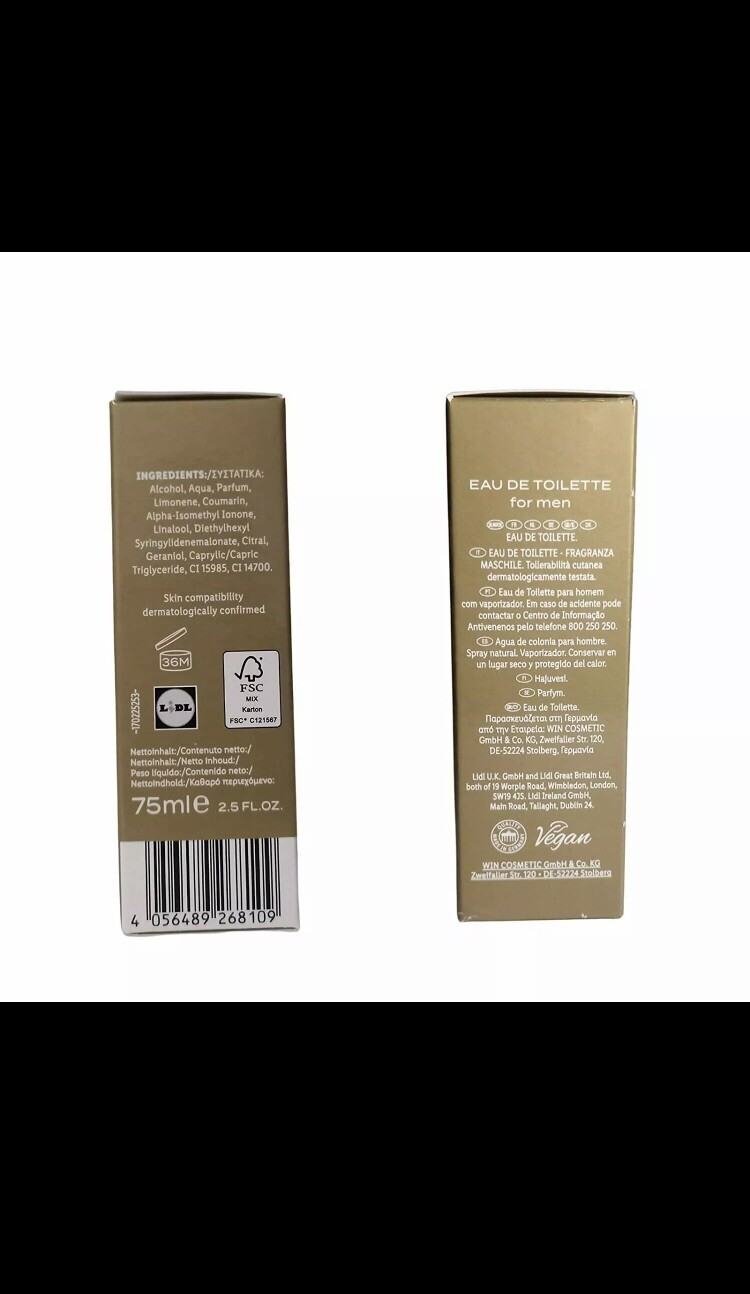 INGREDIENTS:/ΣΥΣΤΑΤΙΚΑ:
Alcohol, Aqua, Parfum,
Limonene, Coumarin,
Alpha-Isomethyl Ionone,
Linalool, Diethylhexyl
Syringylidenemalonate, Citral,
Geraniol, Caprylic/Capric
Triglyceride, CI 15985, CI 14700.
Skin compatibility
dermatologically confirmed
36M
FSC
MIX
Karton
FSC® C121567
LIDL
-170225253-
Nettoinhalt:/Contenuto netto:/
Nettoinhalt:/Netto inhoud:/
Peso líquido:/Contenido neto:/
Nettoindhold:/Καθαρό περιεχόμενο:
75ml℮ 2.5 FL.OZ.
4 056489 268109
EAU DE TOILETTE
for men
FR NL BE DK
EAU DE TOILETTE.
IT EAU DE TOILETTE - FRAGRANZA
MASCHILE. Tollerabilità cutanea
dermatologicamente testata.
PT Eau de Toilette para homem
com vaporizador. Em caso de acidente pode
contactar o Centro de Informação
Antivenenos pelo telefone 800 250 250.
ES Agua de colonia para hombre.
Spray natural. Vaporizador. Conservar en
un lugar seco y protegido del calor.
FI Hajuvesi.
SE Parfym.
Eau de Toilette.
Παρασκευάζεται στη Γερμανία
από την Εταιρεία: WIN COSMETIC
GmbH & Co. KG, Zweifaller Str. 120,
DE-52224 Stolberg, Γερμανία
Lidl U.K. GmbH and Lidl Great Britain Ltd,
both of 19 Worple Road, Wimbledon, London,
SW19 4JS. Lidl Ireland GmbH,
Main Road, Tallaght, Dublin 24.
QUALITY
MADE IN GERMANY
Vegan
WIN COSMETIC GmbH & Co. KG
Zweifaller Str. 120 • DE-52224 Stolberg